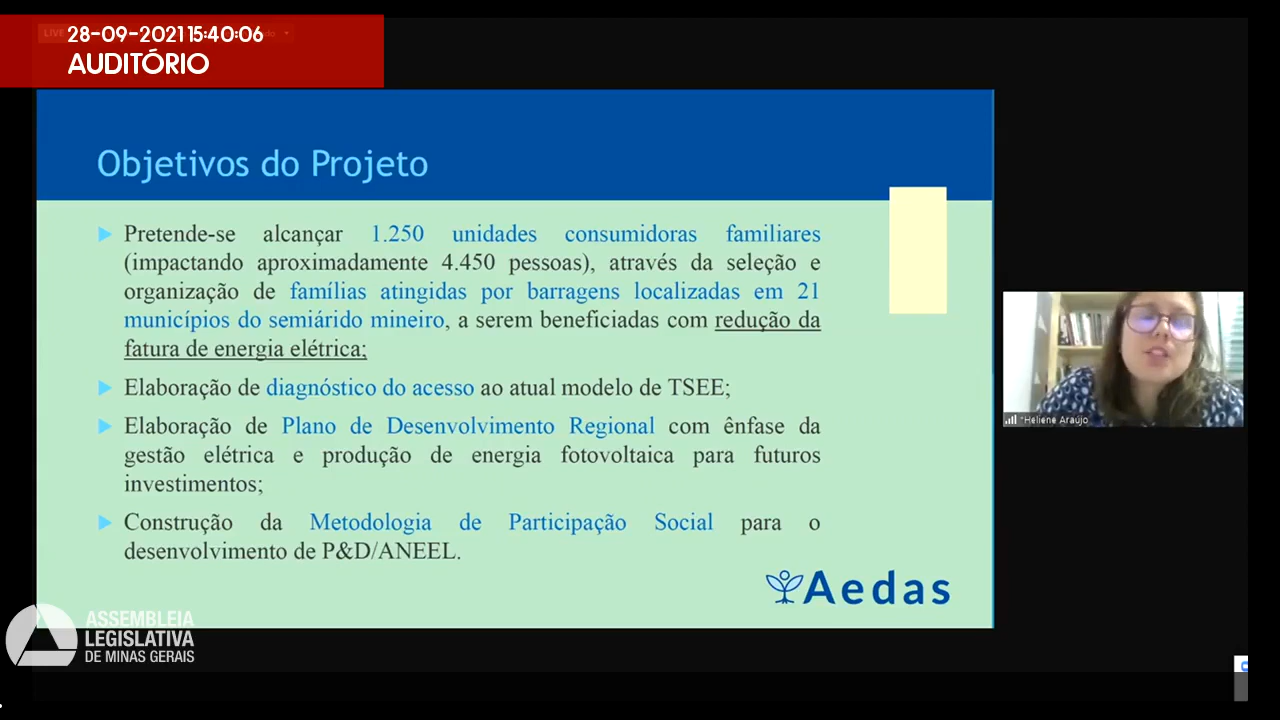 LIVE
28-09-2021 15:40:06
AUDITÓRIO
Objetivos do Projeto
Pretende-se alcançar 1.250 unidades consumidoras familiares
(impactando aproximadamente 4.450 pessoas), através da seleção e
organização de famílias atingidas por barragens localizadas em 21
municípios do semiárido mineiro, a serem beneficiadas com redução da
fatura de energia elétrica;
Elaboração de diagnóstico do acesso ao atual modelo de TSEE;
Elaboração de Plano de Desenvolvimento Regional com ênfase da
gestão elétrica e produção de energia fotovoltaica para futuros
investimentos;
Construção da Metodologia de Participação Social para o
desenvolvimento de P&D/ANEEL.
Aedas
*Heliene Araújo
ASSEMBLEIA
LEGISLATIVA
DE MINAS GERAIS